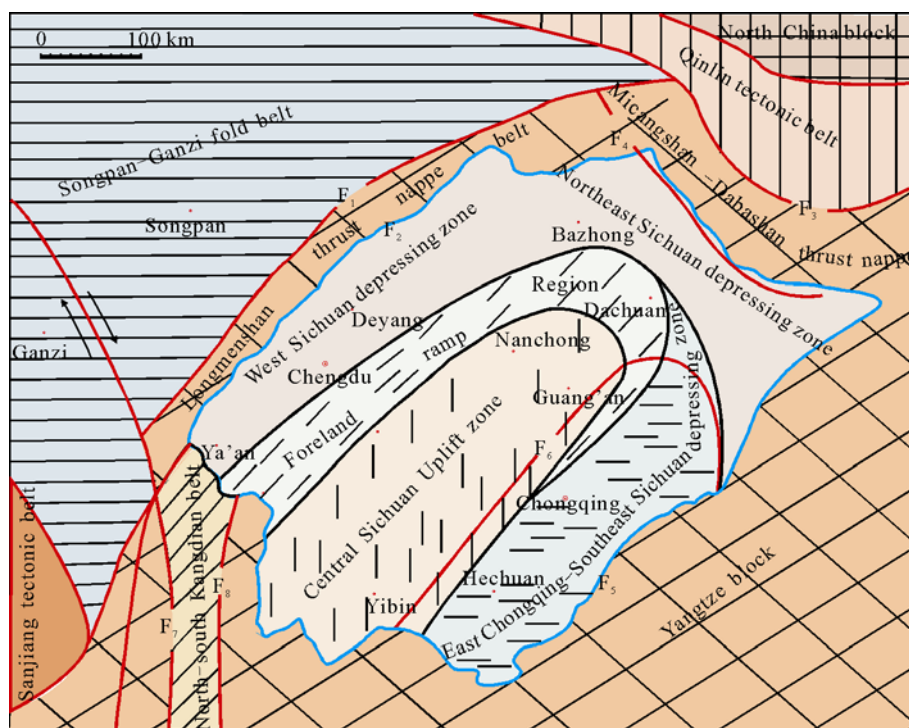 0 100 km
North China block
Qinlin tectonic belt
Micangshan-Dabashan thrust nappe
Songpan-Ganzi fold belt
Longmenshan thrust nappe belt
F4
F1
F3
F2
Songpan
Northeast Sichuan depressing zone
West Sichuan depressing zone
Bazhong
Region
Dachuan
Deyang
Foreland ramp
Nanchong
Ganzi
Chengdu
Guang'an
Central Sichuan Uplift zone
Ya'an
F6
Chongqing
East Chongqing-Southeast Sichuan depressing zone
Hechuan
F5
Yibin
Yangtze block
Sanjiang tectonic belt
North-south Kangdian belt
F8
F7